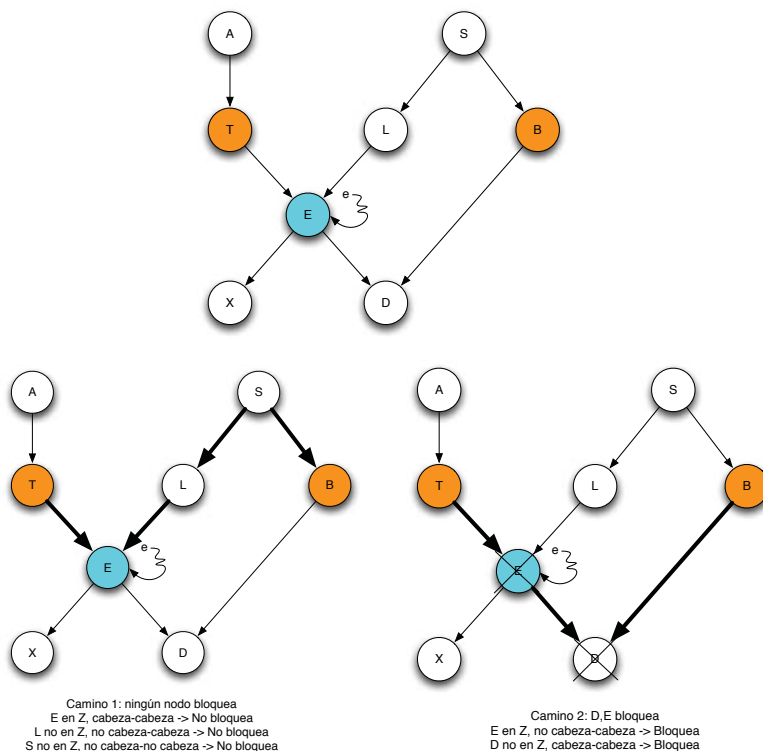 A
S
T
L
B
e
E
X
D
A
S
T
L
B
e
E
X
D
A
S
T
L
B
e
E
X
D
Camino 1: ningún nodo bloquea
E en Z, cabeza-cabeza -> No bloquea
L no en Z, no cabeza-cabeza -> No bloquea
S no en Z, no cabeza-no cabeza -> No bloquea
Camino 2: D,E bloquea
E en Z, no cabeza-cabeza -> Bloquea
D no en Z, cabeza-cabeza -> Bloquea